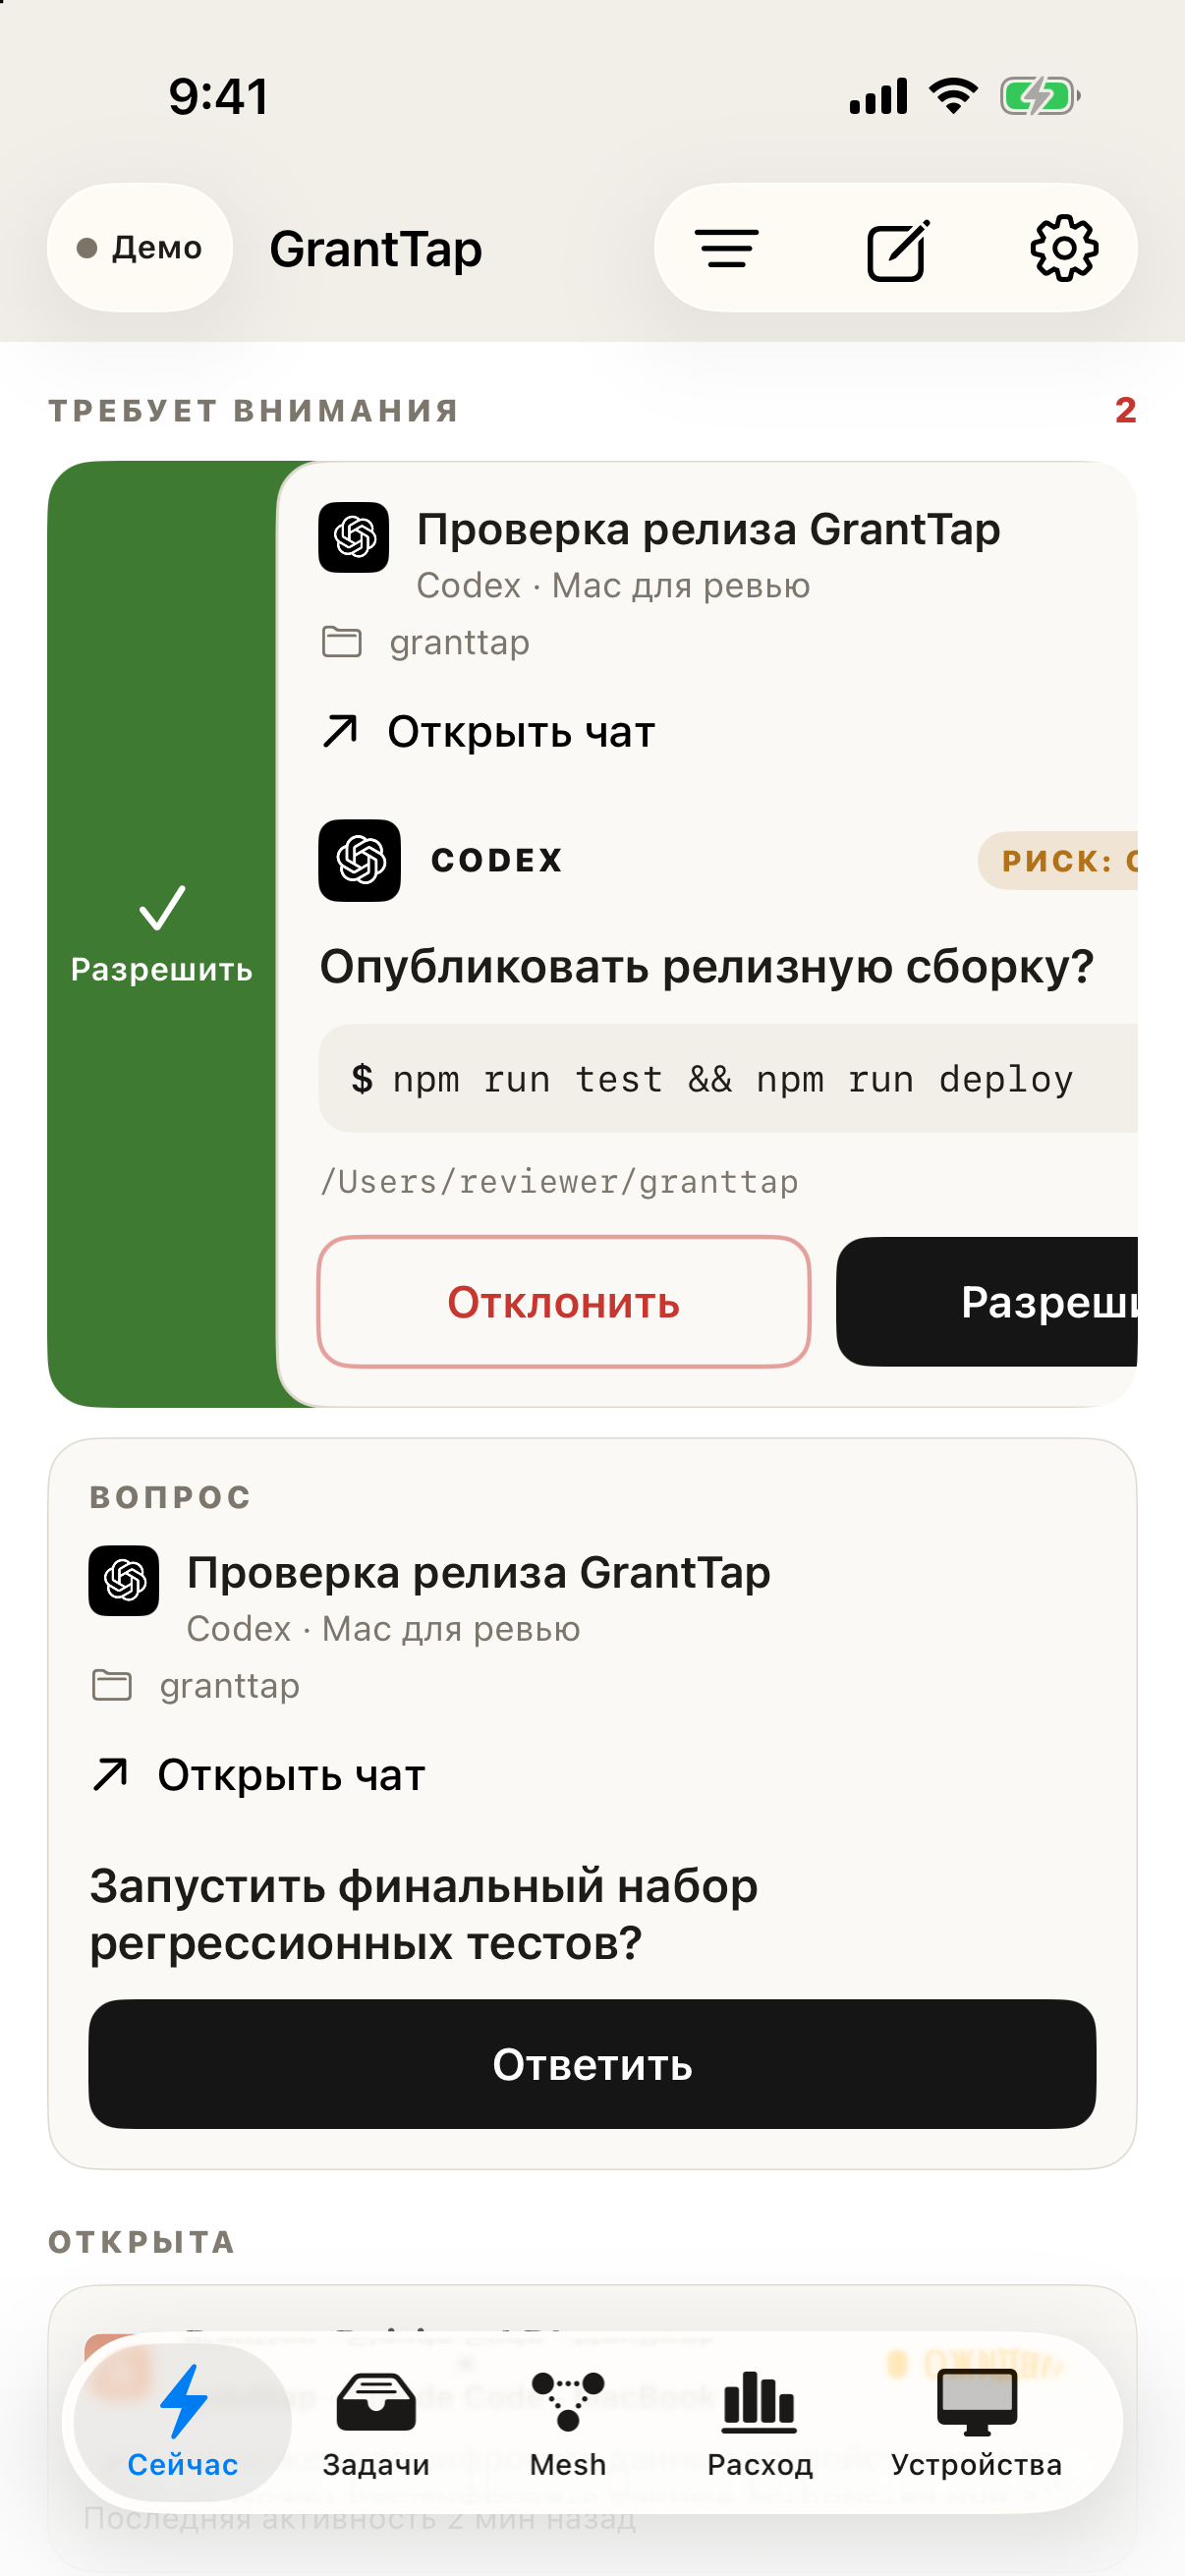 9:41
Демо
GrantTap
ТРЕБУЕТ ВНИМАНИЯ
2
Проверка релиза GrantTap
Codex · Mac для ревью
granttap
Открыть чат
CODEX
РИСК:
Разрешить
Опубликовать релизную сборку?
$ npm run test && npm run deploy
/Users/reviewer/granttap
Отклонить
Разреши
ВОПРОС
Проверка релиза GrantTap
Codex · Mac для ревью
granttap
Открыть чат
Запустить финальный набор
регрессионных тестов?
Ответить
ОТКРЫТА
Сейчас
Задачи
Mesh
Расход
Устройства
Последняя активность 2 мин назад